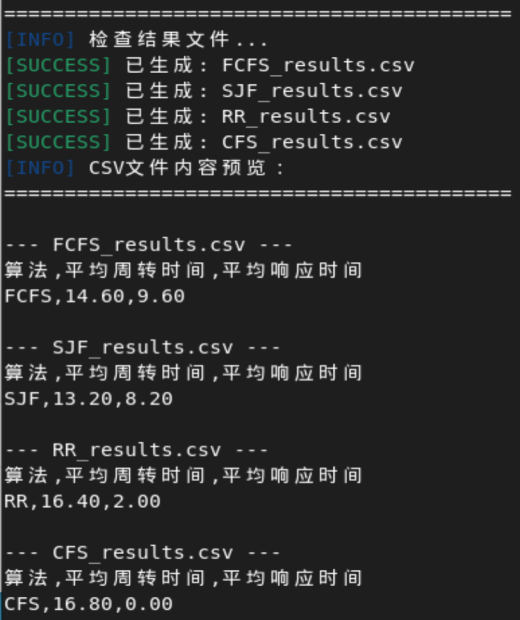 ==========================================
[INFO] 检查结果文件...
[SUCCESS] 已生成: FCFS_results.csv
[SUCCESS] 已生成: SJF_results.csv
[SUCCESS] 已生成: RR_results.csv
[SUCCESS] 已生成: CFS_results.csv
[INFO] CSV文件内容预览:
==========================================
--- FCFS_results.csv ---
算法,平均周转时间,平均响应时间
FCFS,14.60,9.60
--- SJF_results.csv ---
算法,平均周转时间,平均响应时间
SJF,13.20,8.20
--- RR_results.csv ---
算法,平均周转时间,平均响应时间
RR,16.40,2.00
--- CFS_results.csv ---
算法,平均周转时间,平均响应时间
CFS,16.80,0.00